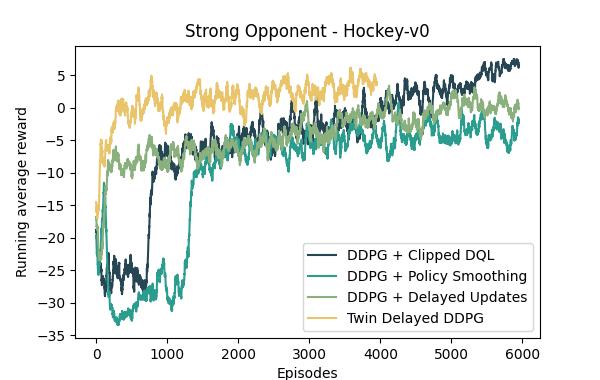 Strong Opponent - Hockey-v0
Running average reward
5
0
−5
−10
−15
−20
−25
−30
−35
DDPG + Clipped DQL
DDPG + Policy Smoothing
DDPG + Delayed Updates
Twin Delayed DDPG
0 1000 2000 3000 4000 5000 6000
Episodes